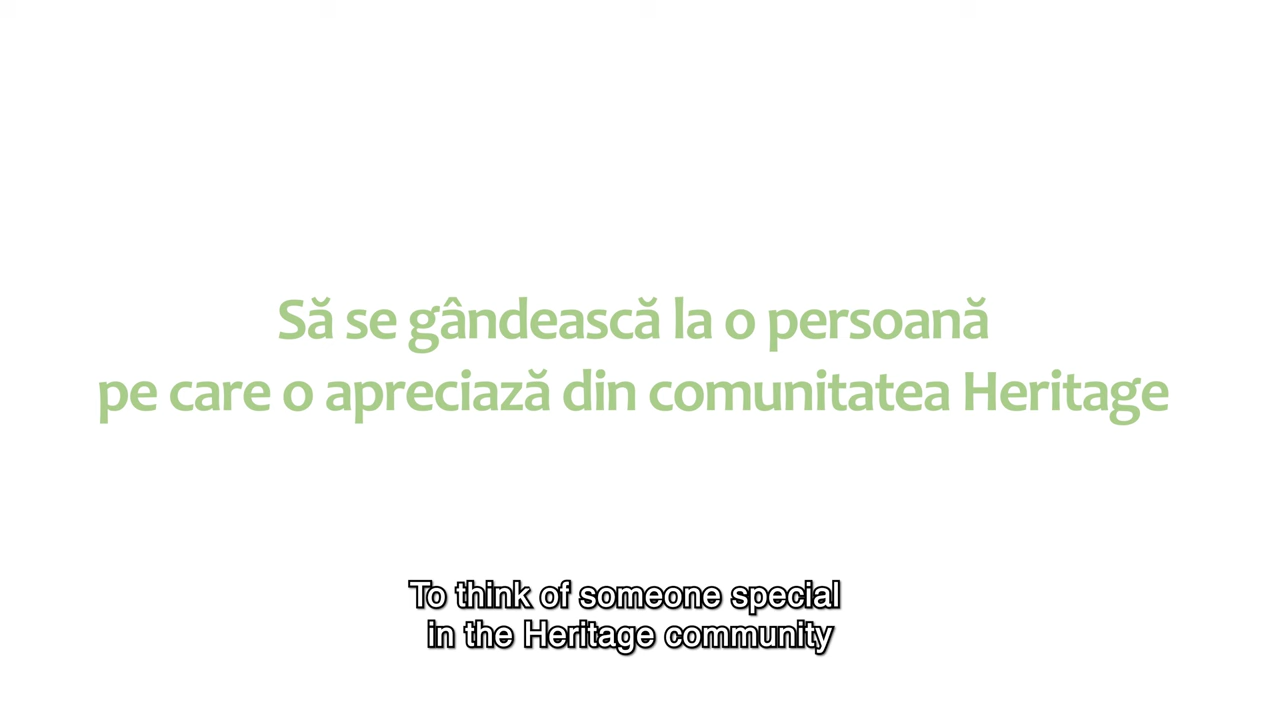 Să se gândească la o persoană
pe care o apreciază din comunitatea Heritage
To think of someone special
in the Heritage community